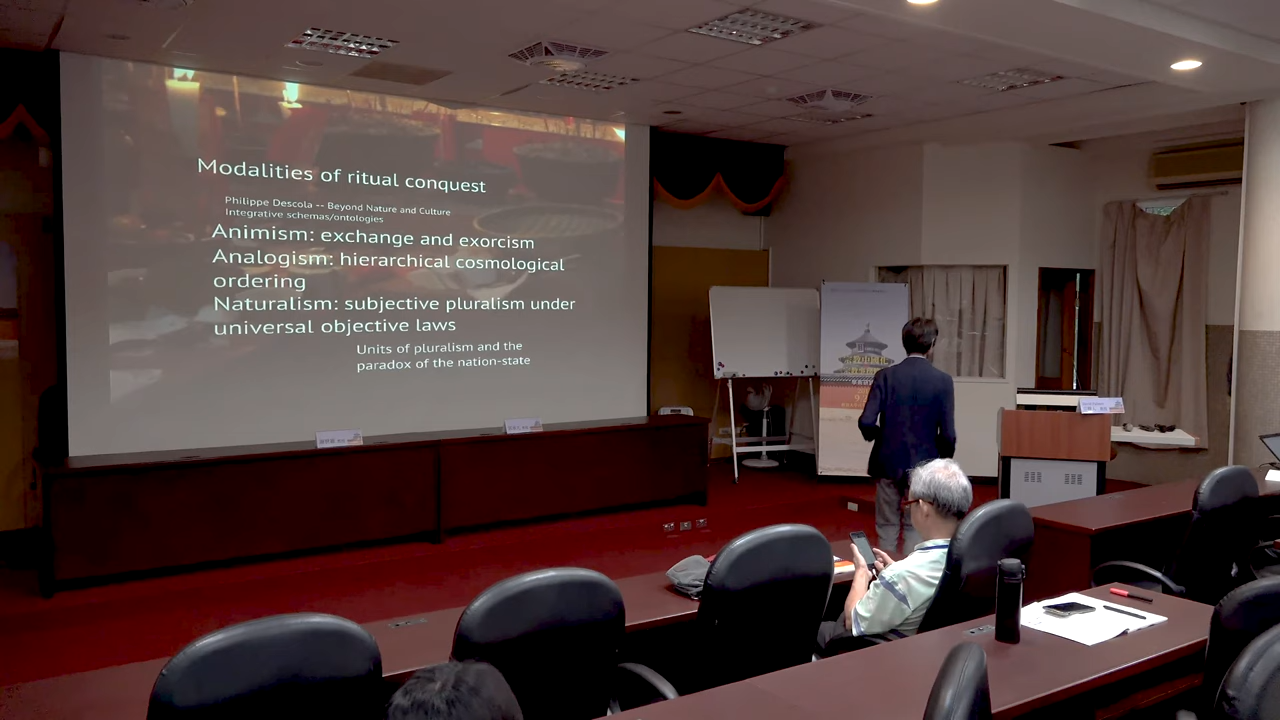 Modalities of ritual conquest
Philippe Descola -- Beyond Nature and Culture
Integrative schemas/ontologies
Animism: exchange and exorcism
Analogism: hierarchical cosmological
ordering
Naturalism: subjective pluralism under
universal objective laws
Units of pluralism and the
paradox of the nation-state